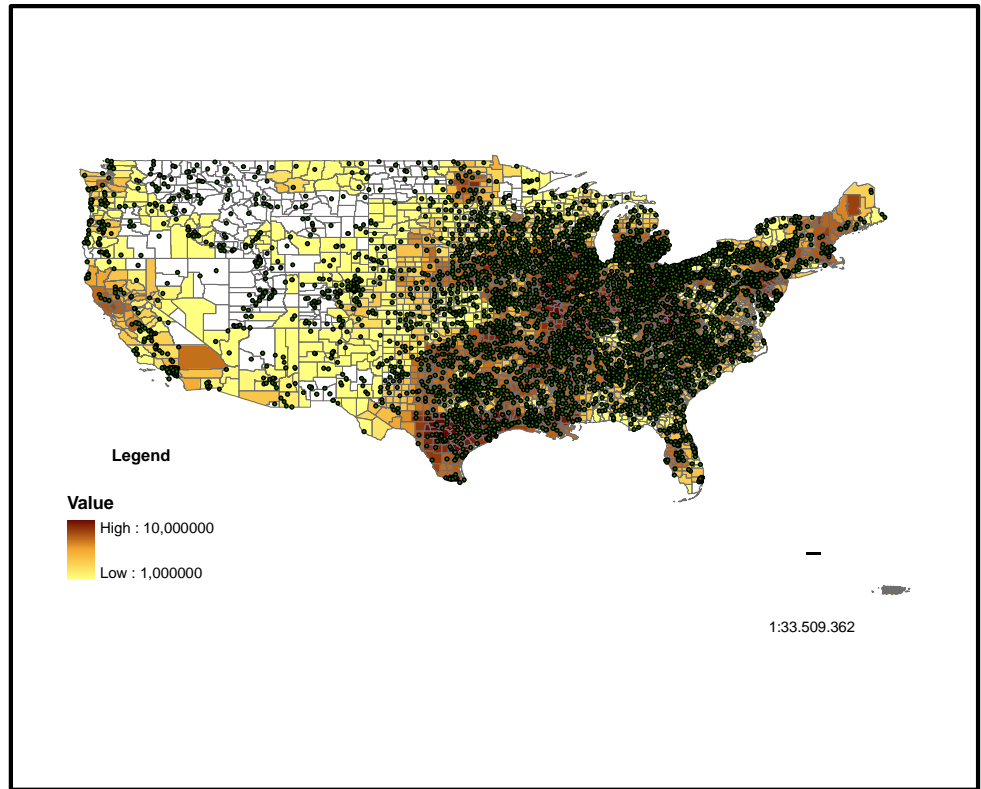 Legend
Value
High : 10,000000
Low : 1,000000
1:33.509.362